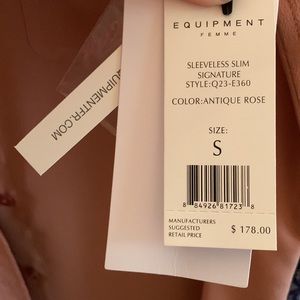 EQUIPMENT
FEMME
SLEEVELESS SLIM
SIGNATURE
STYLE:Q23-E360
COLOR:ANTIQUE ROSE
SIZE:
S
8 84926 81723 8
MANUFACTURERS
SUGGESTED
RETAIL PRICE
$ 178.00
EQUIPMENTFR.COM